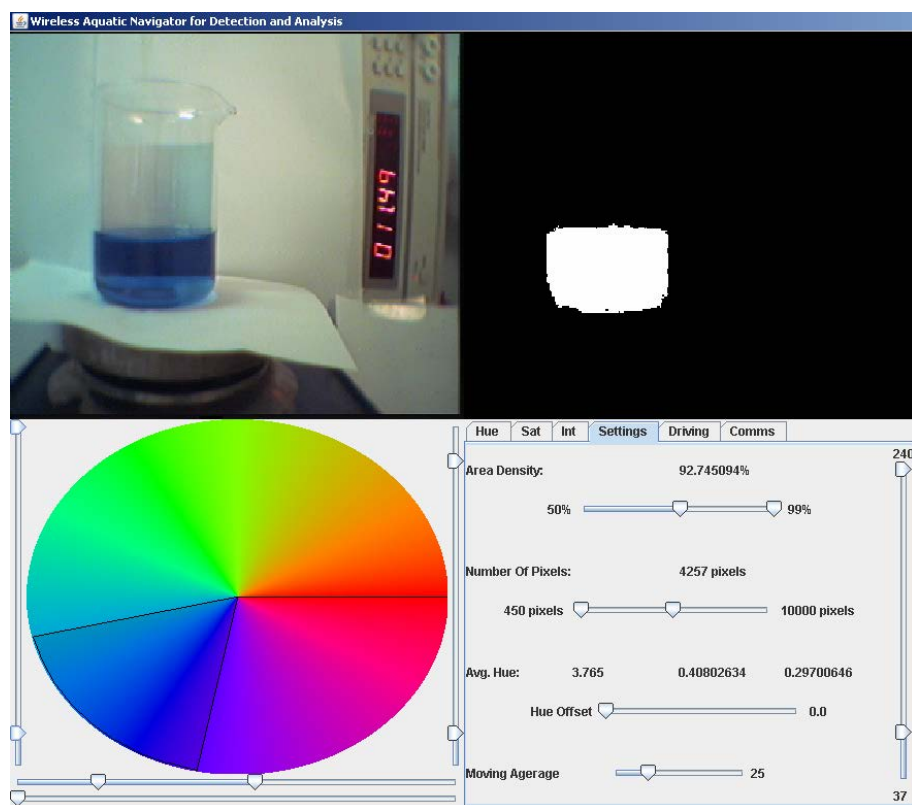 Wireless Aquatic Navigator for Detection and Analysis
Hue Sat Int Settings Driving Comms
240
Area Density: 92.745094%
50% 99%
Number Of Pixels: 4257 pixels
450 pixels 10000 pixels
Avg. Hue: 3.765 0.40802634 0.29700646
Hue Offset 0.0
Moving Agerage 25
37